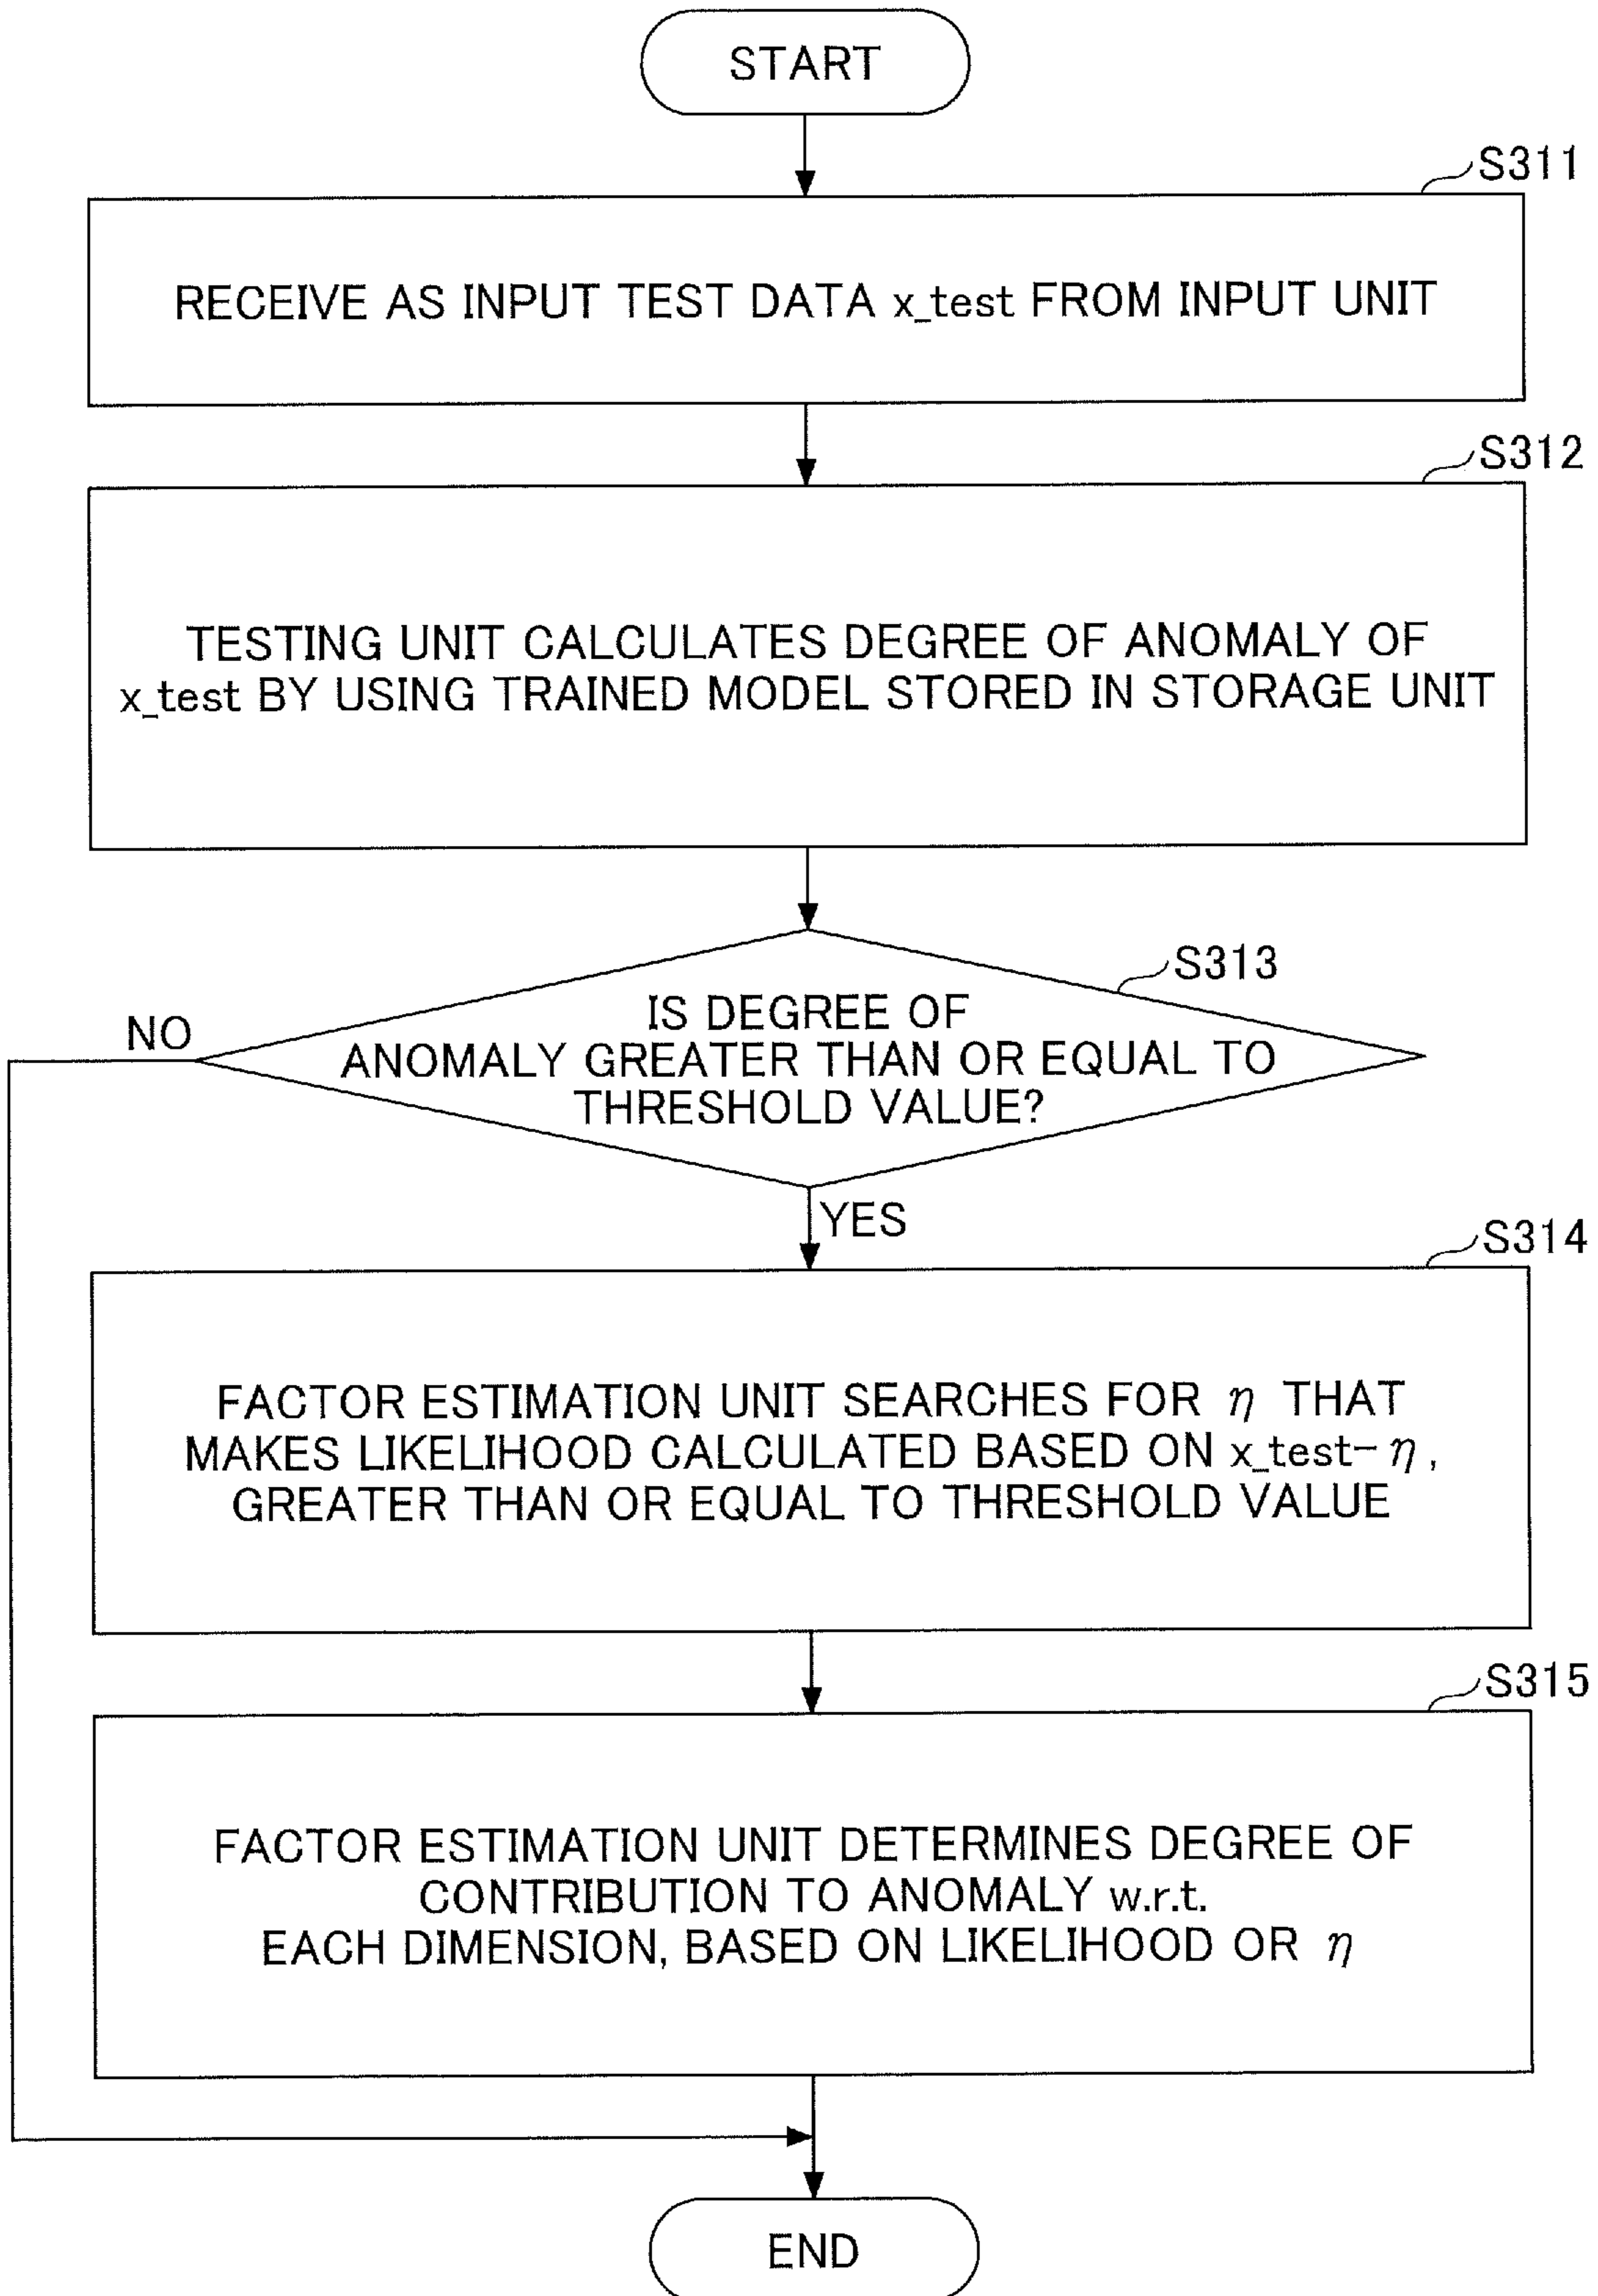 START
S311
RECEIVE AS INPUT TEST DATA x_test FROM INPUT UNIT
S312
TESTING UNIT CALCULATES DEGREE OF ANOMALY OF
x_test BY USING TRAINED MODEL STORED IN STORAGE UNIT
S313
IS DEGREE OF
ANOMALY GREATER THAN OR EQUAL TO
THRESHOLD VALUE?
NO
YES
S314
FACTOR ESTIMATION UNIT SEARCHES FOR η THAT
MAKES LIKELIHOOD CALCULATED BASED ON x_test-η,
GREATER THAN OR EQUAL TO THRESHOLD VALUE
S315
FACTOR ESTIMATION UNIT DETERMINES DEGREE OF
CONTRIBUTION TO ANOMALY w.r.t.
EACH DIMENSION, BASED ON LIKELIHOOD OR η
END